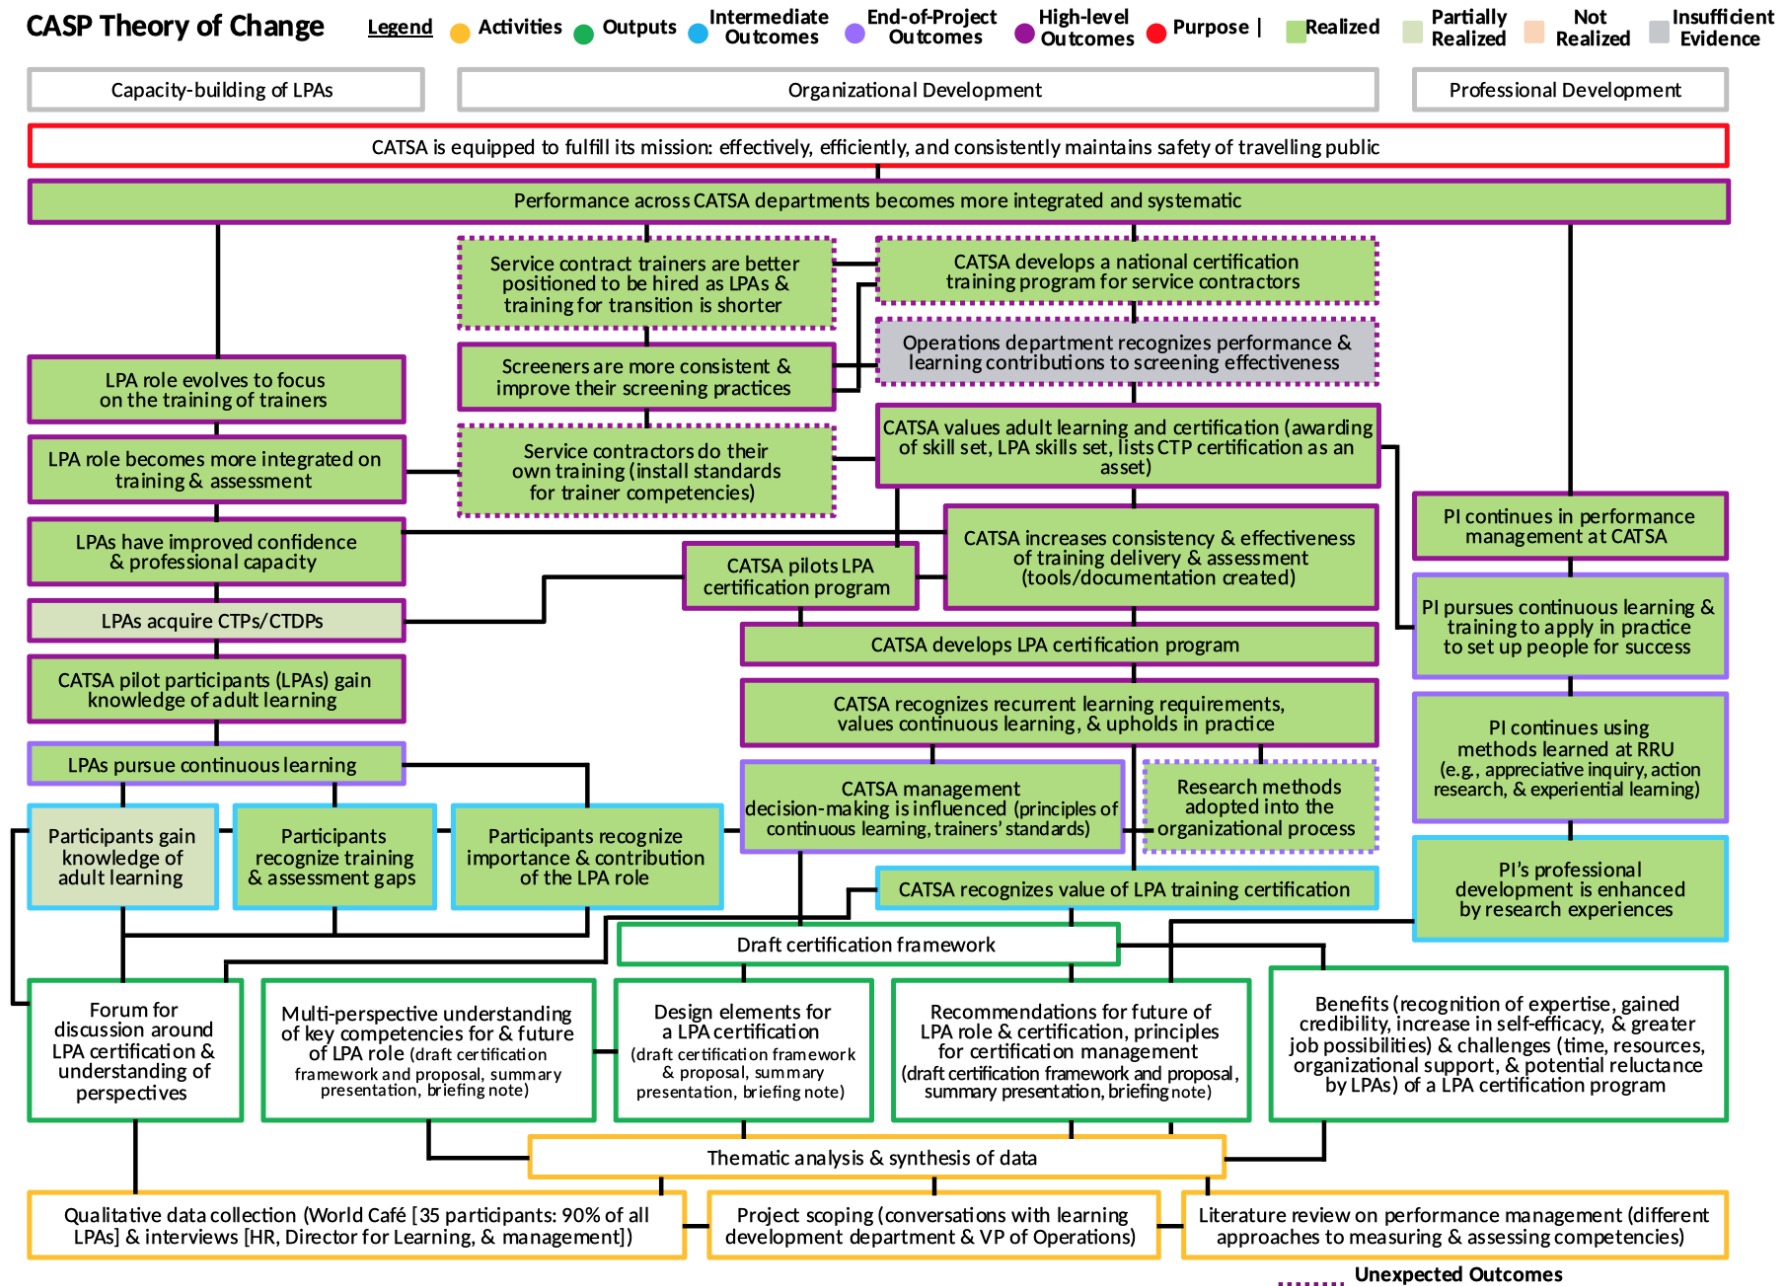 CASP Theory of Change
Legend
Activities
Outputs
Intermediate
Outcomes
End-of-Project
Outcomes
High-level
Outcomes
Purpose |
Realized
Partially
Realized
Not
Realized
Insufficient
Evidence
Capacity-building of LPAs
Organizational Development
Professional Development
CATSA is equipped to fulfill its mission: effectively, efficiently, and consistently maintains safety of travelling public
Performance across CATSA departments becomes more integrated and systematic
Service contract trainers are better
positioned to be hired as LPAs &
training for transition is shorter
CATSA develops a national certification
training program for service contractors
Operations department recognizes performance &
learning contributions to screening effectiveness
LPA role evolves to focus
on the training of trainers
Screeners are more consistent &
improve their screening practices
CATSA values adult learning and certification (awarding
of skill set, LPA skills set, lists CTP certification as an
asset)
LPA role becomes more integrated on
training & assessment
Service contractors do their
own training (install standards
for trainer competencies)
LPAs have improved confidence
& professional capacity
CATSA pilots LPA
certification program
CATSA increases consistency & effectiveness
of training delivery & assessment
(tools/documentation created)
PI continues in performance
management at CATSA
LPAs acquire CTPs/CTDPs
CATSA develops LPA certification program
PI pursues continuous learning &
training to apply in practice
to set up people for success
CATSA pilot participants (LPAs) gain
knowledge of adult learning
CATSA recognizes recurrent learning requirements,
values continuous learning, & upholds in practice
PI continues using
methods learned at RRU
(e.g., appreciative inquiry, action
research, & experiential learning)
LPAs pursue continuous learning
CATSA management
decision-making is influenced (principles of
continuous learning, trainers' standards)
Research methods
adopted into the
organizational process
Participants gain
knowledge of
adult learning
Participants
recognize training
& assessment gaps
Participants recognize
importance & contribution
of the LPA role
CATSA recognizes value of LPA training certification
PI's professional
development is enhanced
by research experiences
Draft certification framework
Forum for
discussion around
LPA certification &
understanding of
perspectives
Multi-perspective understanding
of key competencies for & future
of LPA role (draft certification
framework and proposal, summary
presentation, briefing note)
Design elements for
a LPA certification
(draft certification framework
& proposal, summary
presentation, briefing note)
Recommendations for future of
LPA role & certification, principles
for certification management
(draft certification framework and proposal,
summary presentation, briefing note)
Benefits (recognition of expertise, gained
credibility, increase in self-efficacy, & greater
job possibilities) & challenges (time, resources,
organizational support, & potential reluctance
by LPAs) of a LPA certification program
Thematic analysis & synthesis of data
Qualitative data collection (World Café [35 participants: 90% of all
LPAs] & interviews [HR, Director for Learning, & management])
Project scoping (conversations with learning
development department & VP of Operations)
Literature review on performance management (different
approaches to measuring & assessing competencies)
Unexpected Outcomes